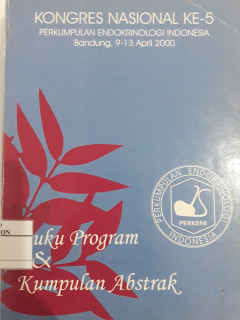 KONGRES NASIONAL KE-5
PERKUMPULAN ENDOKRINOLOGI INDONESIA
Bandung, 9-13 April 2000
PERKUMPULAN ENDOKRINOLOGI
PERKENI
INDONESIA
uku Program
&
Kumpulan Abstrak